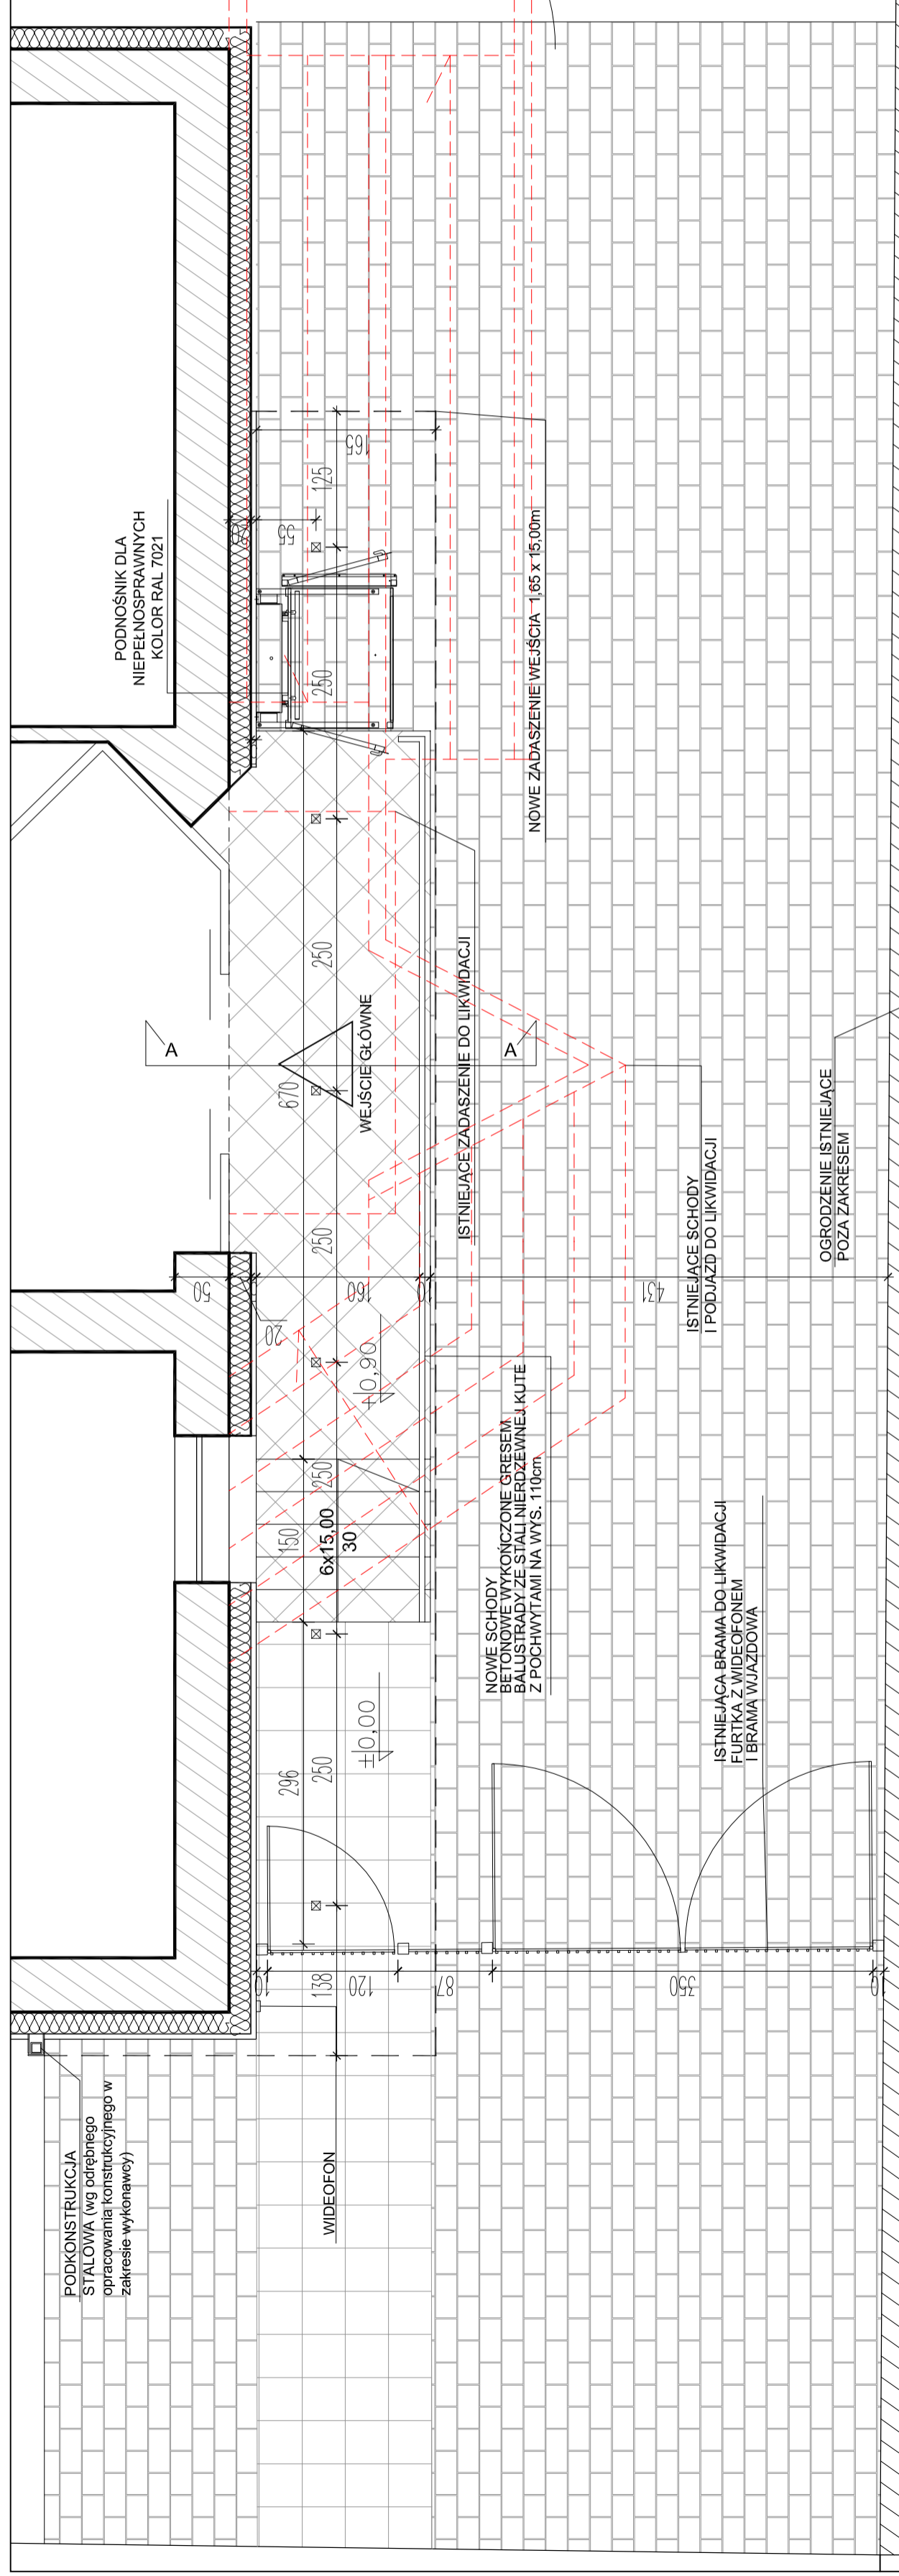 PODKONSTRUKCJA
STALOWA (wg odrębnego
opracowania konstrukcyjnego w
zakresie wykonawcy)
WIDEOFON
PODNOŚNIK DLA
NIEPEŁNOSPRAWNYCH
KOLOR RAL 7021
A
A
WEJŚCIE GŁÓWNE
ISTNIEJĄCE ZADASZENIE DO LIKWIDACJI
NOWE ZADASZENIE WEJŚCIA 1,65 x 15,00m
NOWE SCHODY
BETONOWE WYKOŃCZONE GRESEM
BALUSTRADY ZE STALI NIERDZEWNEJ KUTE
Z POCHWYTAMI NA WYS. 110cm
ISTNIEJĄCE SCHODY
I PODJAZD DO LIKWIDACJI
ISTNIEJĄCA BRAMA DO LIKWIDACJI
FURTKA Z WIDEOFONEM
I BRAMA WJAZDOWA
OGRODZENIE ISTNIEJĄCE
POZA ZAKRESEM
296
150
670
138
250
250
250
250
250
125
6x15,00
30
±0,00
+0,90
50
20
160
10
431
10
120
87
350
10
165
55